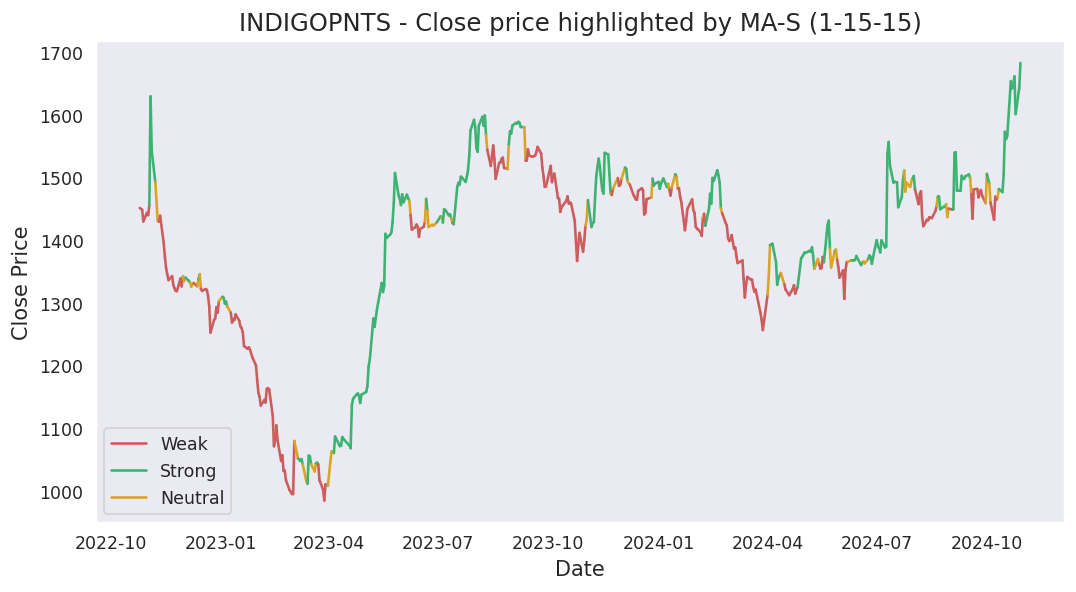 INDIGOPNTS - Close price highlighted by MA-S (1-15-15)
Close Price
1700
1600
1500
1400
1300
1200
1100
1000
Weak
Strong
Neutral
2022-10 2023-01 2023-04 2023-07 2023-10 2024-01 2024-04 2024-07 2024-10
Date